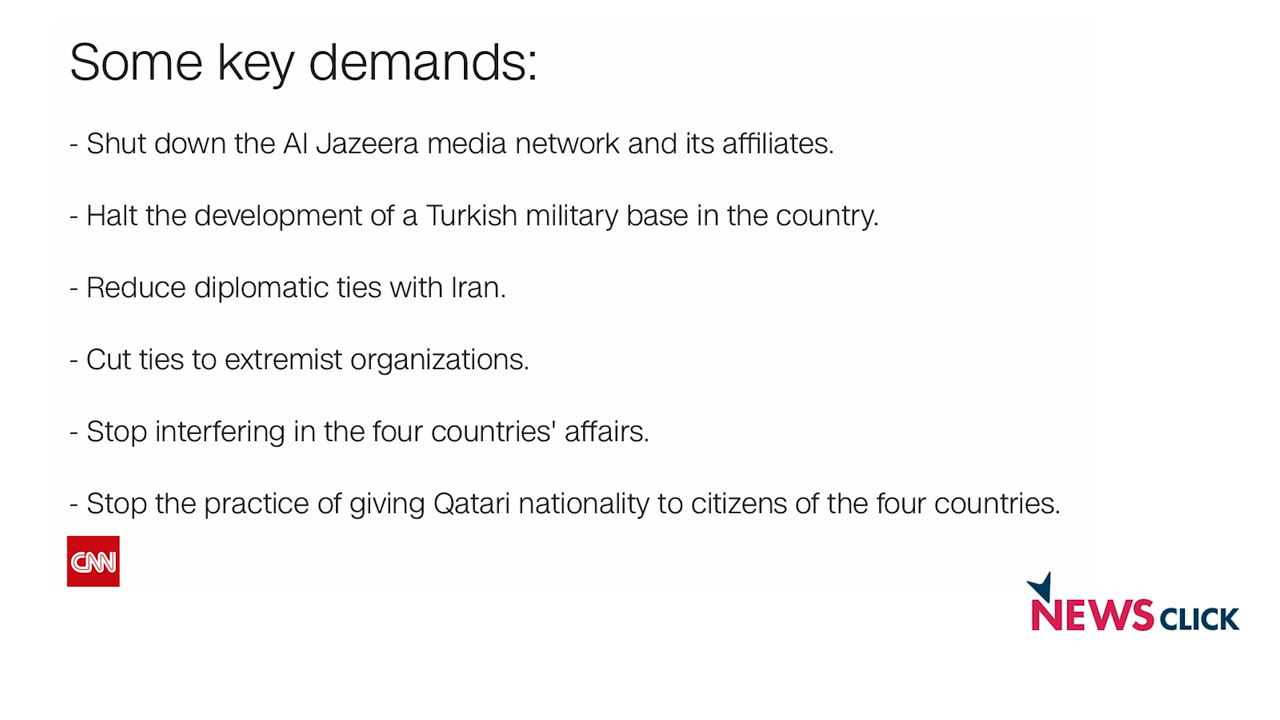 Some key demands:
- Shut down the Al Jazeera media network and its affiliates.
- Halt the development of a Turkish military base in the country.
- Reduce diplomatic ties with Iran.
- Cut ties to extremist organizations.
- Stop interfering in the four countries' affairs.
- Stop the practice of giving Qatari nationality to citizens of the four countries.
CNN
NEWSCLICK